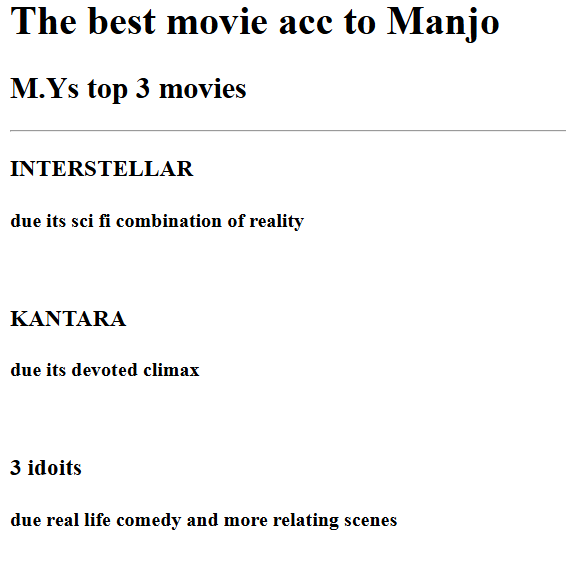 The best movie acc to Manjo
M.Ys top 3 movies
INTERSTELLAR
due its sci fi combination of reality
KANTARA
due its devoted climax
3 idoits
due real life comedy and more relating scenes